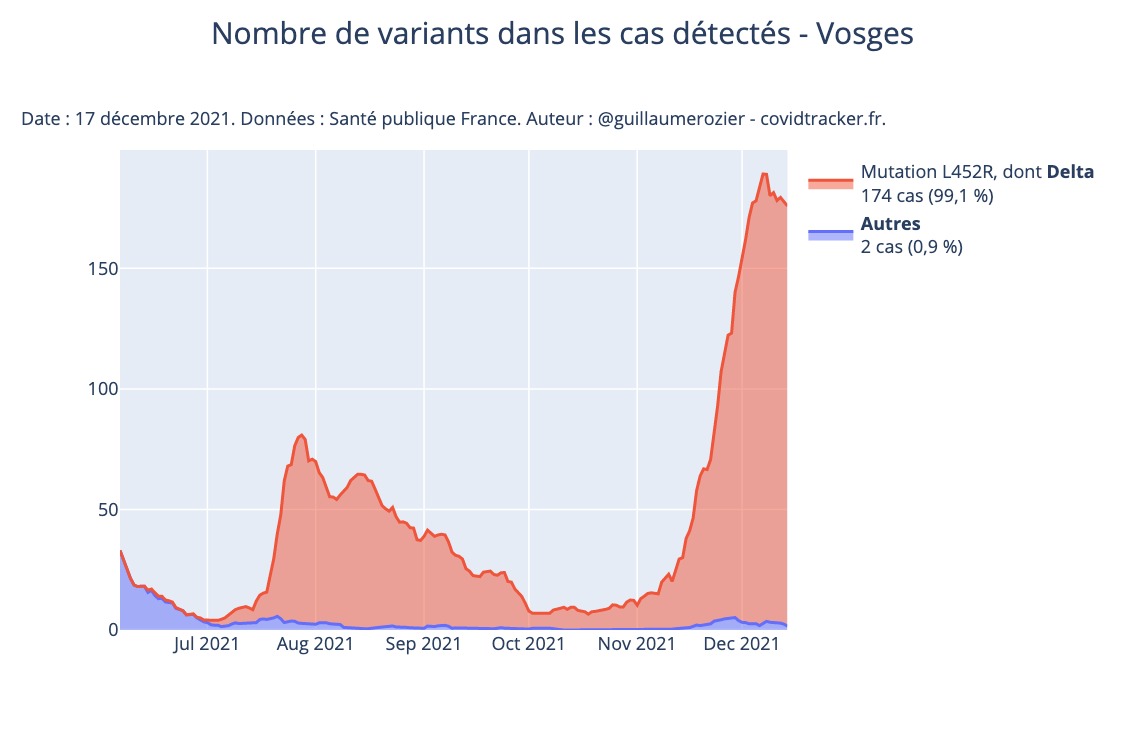 Nombre de variants dans les cas détectés - Vosges
Date : 17 décembre 2021. Données : Santé publique France. Auteur : @guillaumerozier - covidtracker.fr.
Mutation L452R, dont Delta
174 cas (99,1 %)
Autres
2 cas (0,9 %)
150
100
50
0
Jul 2021
Aug 2021
Sep 2021
Oct 2021
Nov 2021
Dec 2021